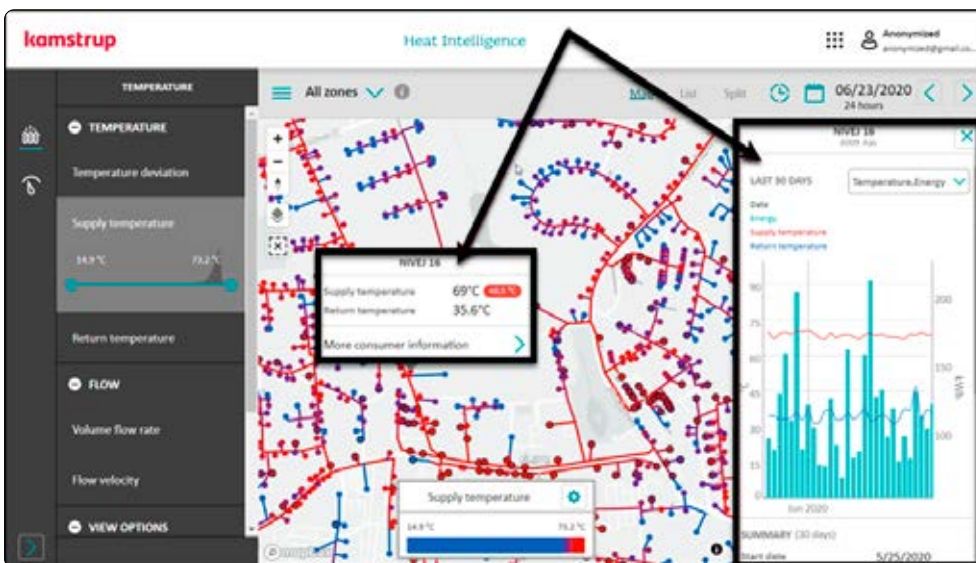 kamstrup
Heat Intelligence
Anonymized
TEMPERATURE
TEMPERATURE
Temperature deviation
Supply temperature
14.9 °C 73.2 °C
Return temperature
FLOW
Volume flow rate
Flow velocity
VIEW OPTIONS
All zones
Map List Split
06/23/2020
24 hours
NIVEJ 16
Supply temperature 69°C
Return temperature 35.6°C
More consumer information
Supply temperature
14.9 °C 73.2 °C
NIVEJ 16
LAST 90 DAYS Temperature,Energy
Date
Energy
Supply temperature
Return temperature
90
75
60
45
30
15
0
°C
200
150
100
kWh
Jun 2020
SUMMARY (30 days)
Start date 5/25/2020